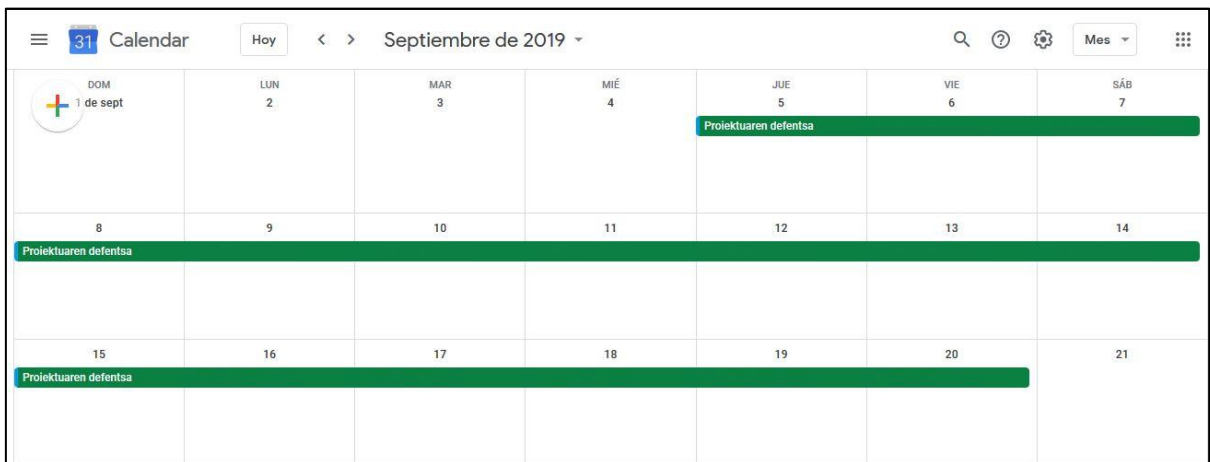 31 Calendar Hoy Septiembre de 2019 Mes
DOM LUN MAR MIÉ JUE VIE SÁB
1 de sept 2 3 4 5 6 7
Proiektuaren defentsa
8 9 10 11 12 13 14
Proiektuaren defentsa
15 16 17 18 19 20 21
Proiektuaren defentsa